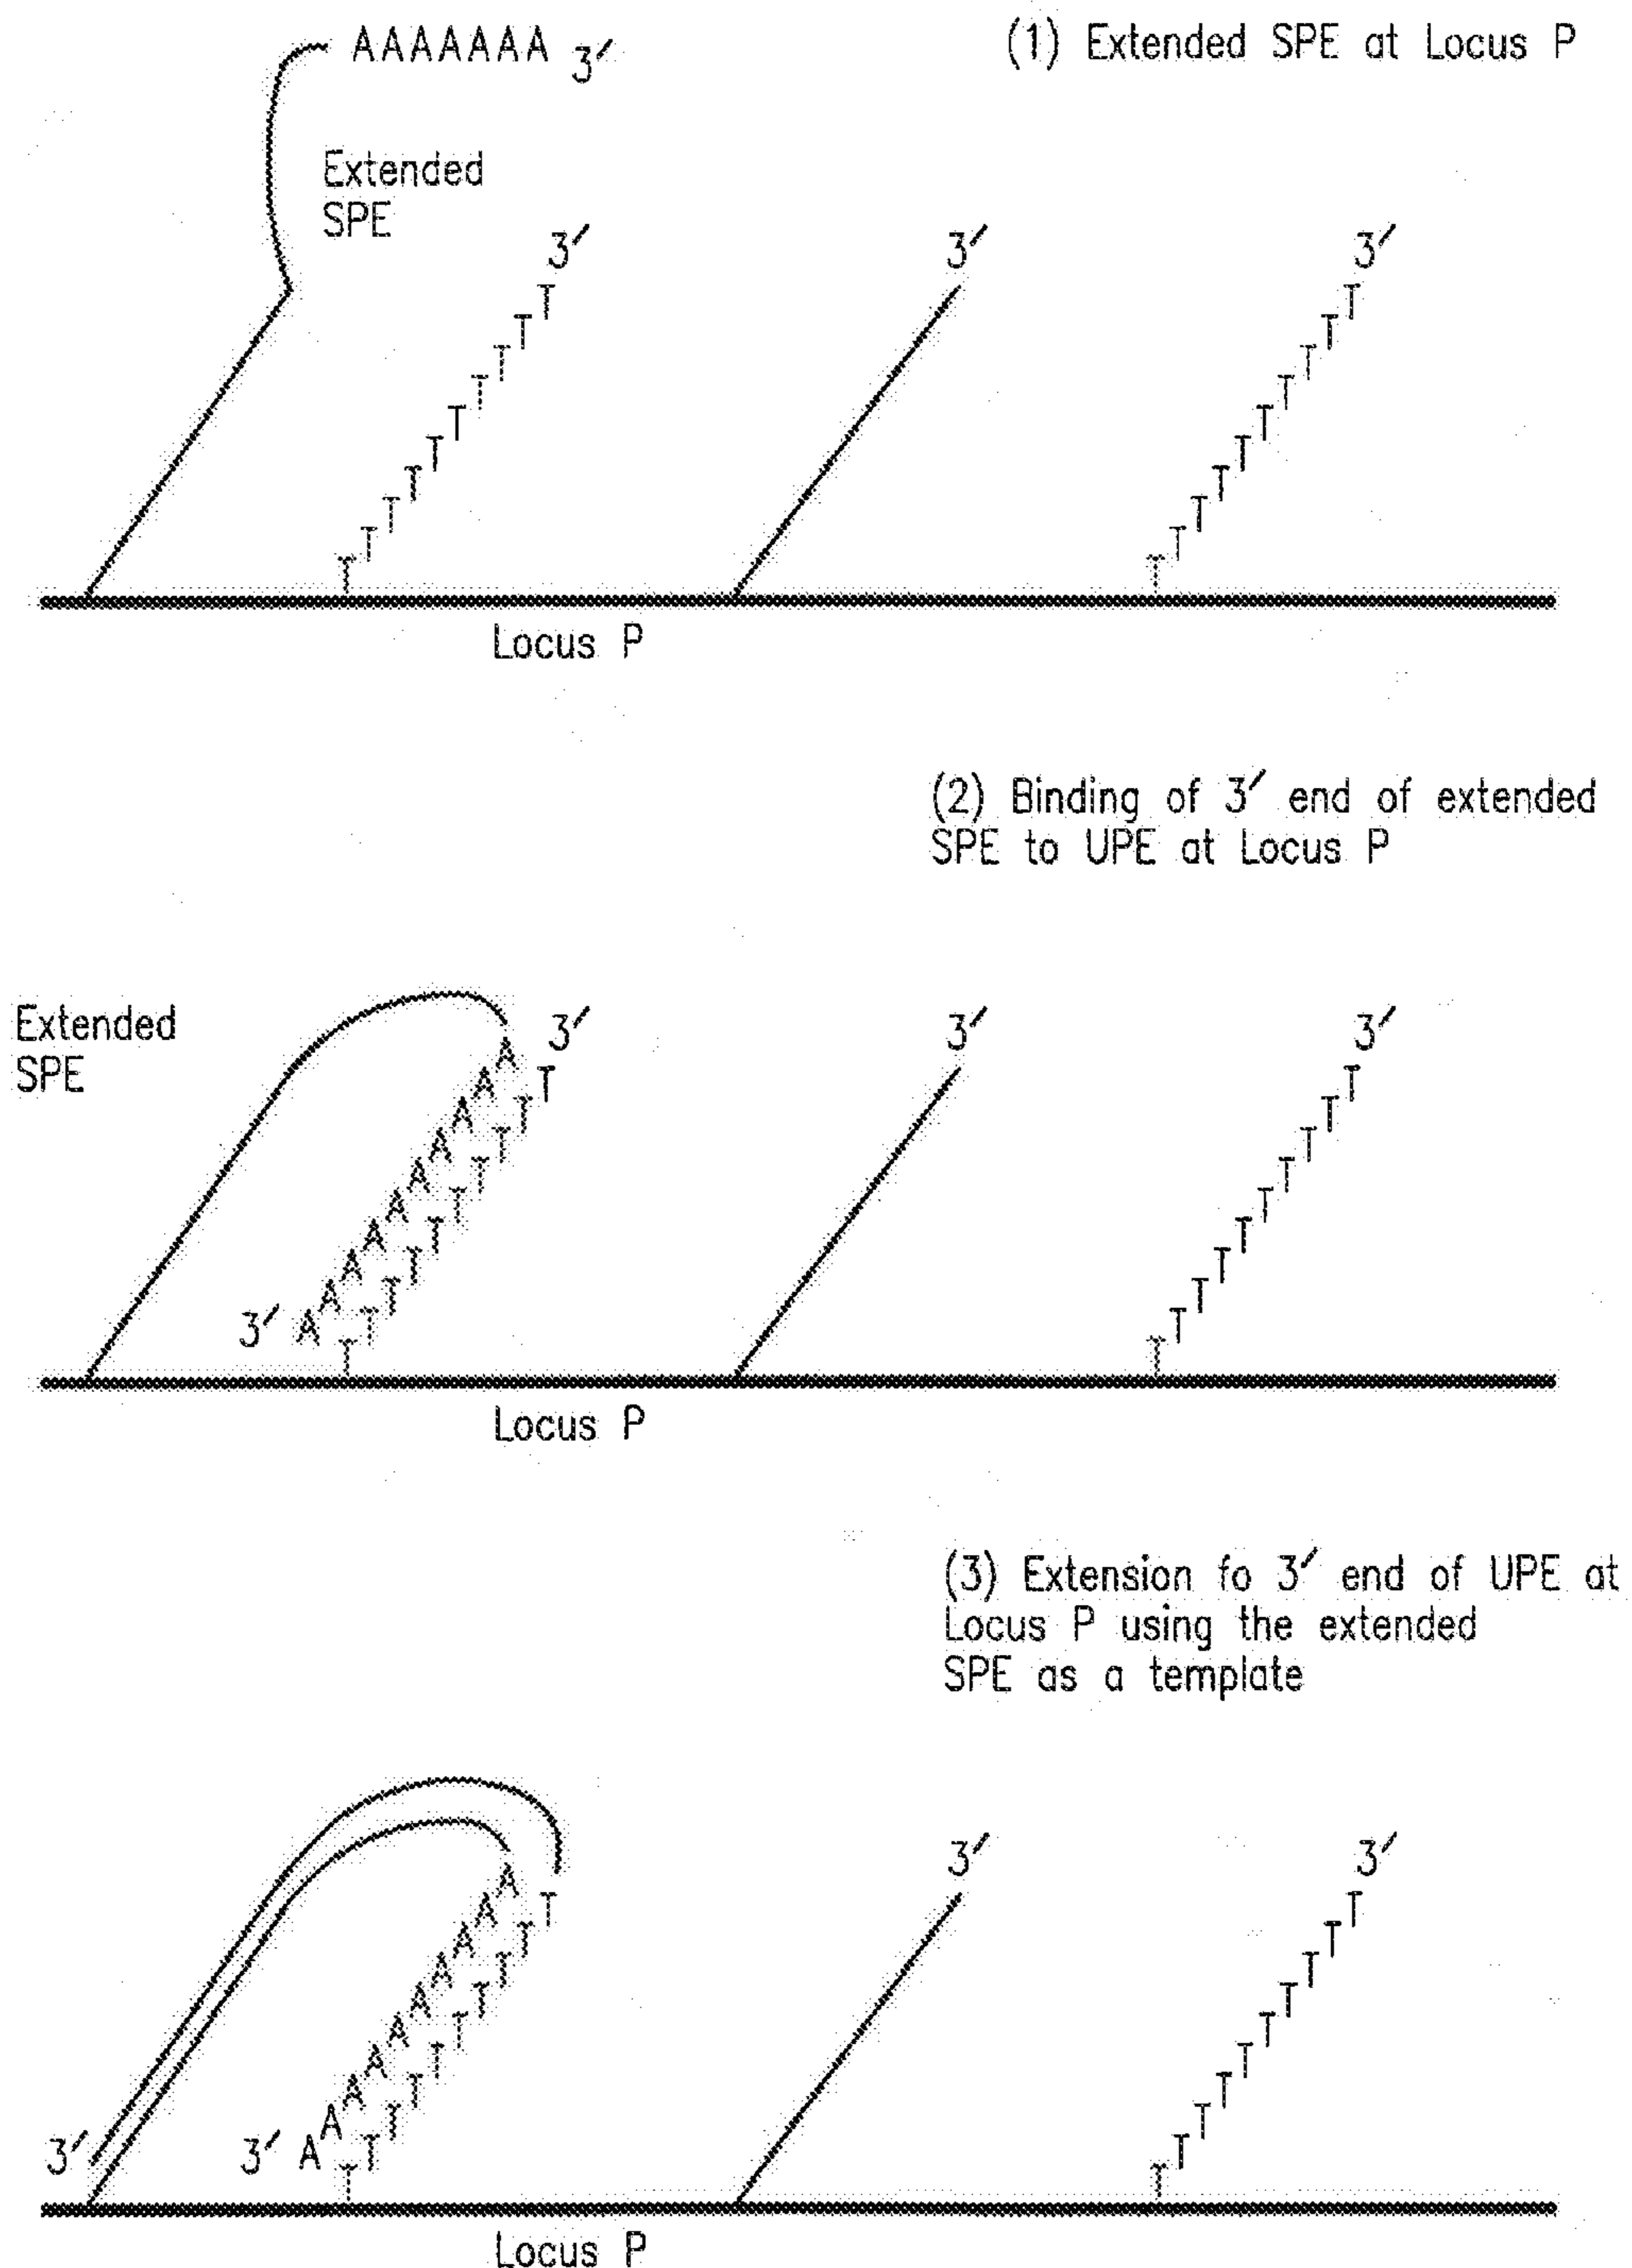 AAAAAAA 3′
(1) Extended SPE at Locus P
Extended
SPE
3′
TTTTTTTTTT
3′
3′
TTTTTTTTTT
Locus P
(2) Binding of 3′ end of extended
SPE to UPE at Locus P
Extended
SPE
3′ AAAAAAAAAA
3′
TTTTTTTTTT
3′
3′
TTTTTTTTTT
Locus P
(3) Extension fo 3′ end of UPE at
Locus P using the extended
SPE as a template
3′
3′ AAAAAAAAAA
TTTTTTTTTT
3′
3′
TTTTTTTTTT
Locus P